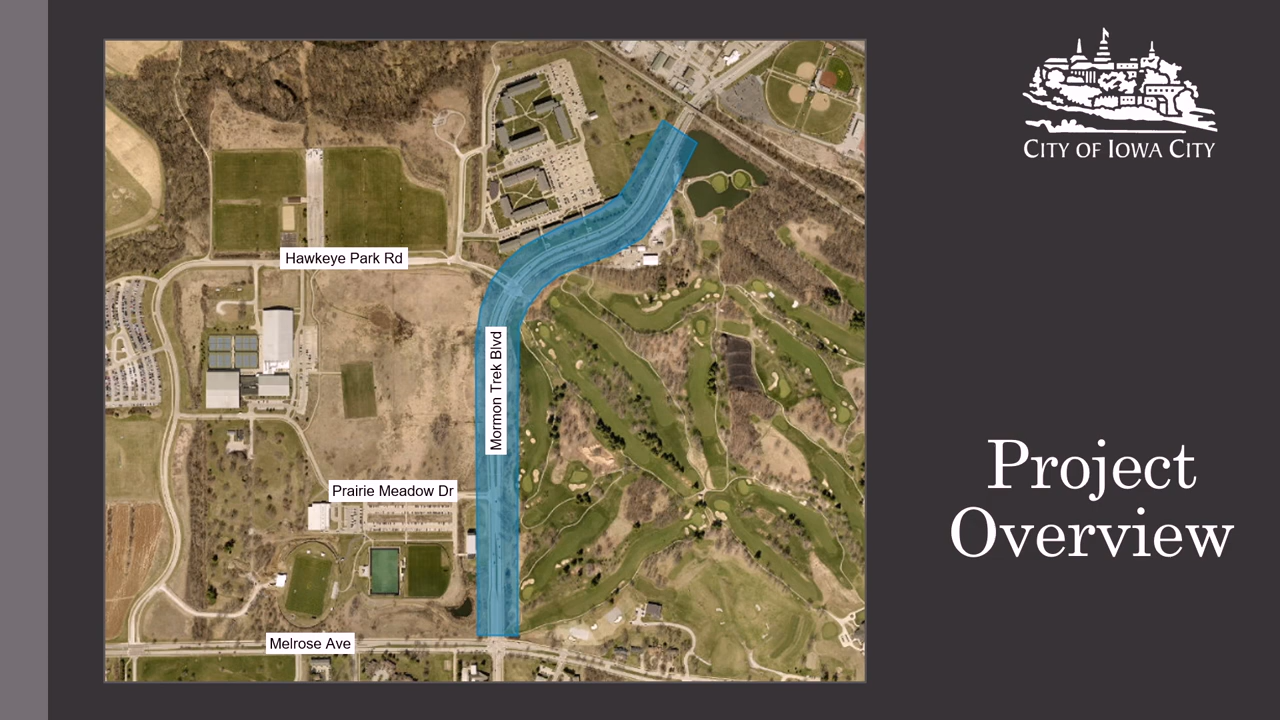 CITY OF IOWA CITY
Hawkeye Park Rd
Mormon Trek Blvd
Prairie Meadow Dr
Melrose Ave
Project
Overview